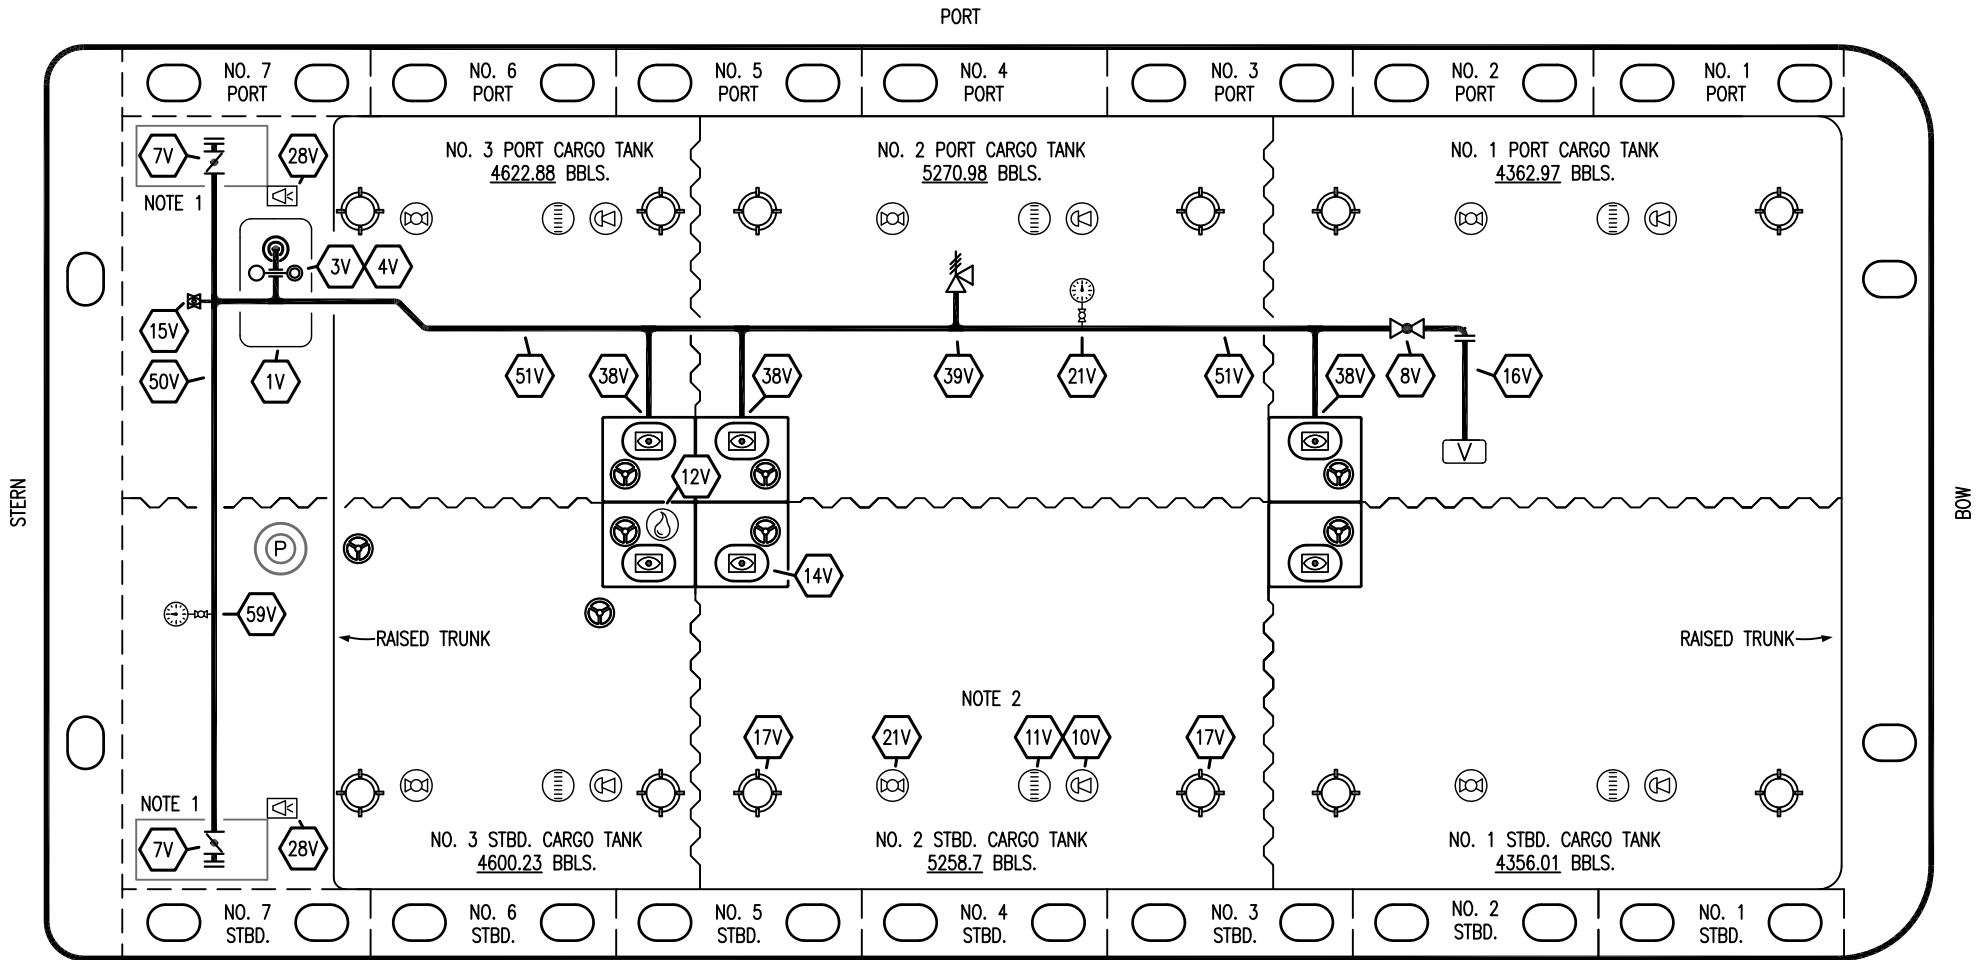 PORT
NO. 7
PORT
NO. 6
PORT
NO. 5
PORT
NO. 4
PORT
NO. 3
PORT
NO. 2
PORT
NO. 1
PORT
7V
28V
NOTE 1
NO. 3 PORT CARGO TANK
4622.88 BBLS.
NO. 2 PORT CARGO TANK
5270.98 BBLS.
NO. 1 PORT CARGO TANK
4362.97 BBLS.
3V
4V
15V
50V
1V
51V
38V
38V
39V
21V
51V
38V
8V
16V
V
12V
STERN
BOW
P
14V
59V
RAISED TRUNK
RAISED TRUNK
NOTE 2
17V
21V
11V
10V
17V
NOTE 1
7V
28V
NO. 3 STBD. CARGO TANK
4600.23 BBLS.
NO. 2 STBD. CARGO TANK
5258.7 BBLS.
NO. 1 STBD. CARGO TANK
4356.01 BBLS.
NO. 7
STBD.
NO. 6
STBD.
NO. 5
STBD.
NO. 4
STBD.
NO. 3
STBD.
NO. 2
STBD.
NO. 1
STBD.